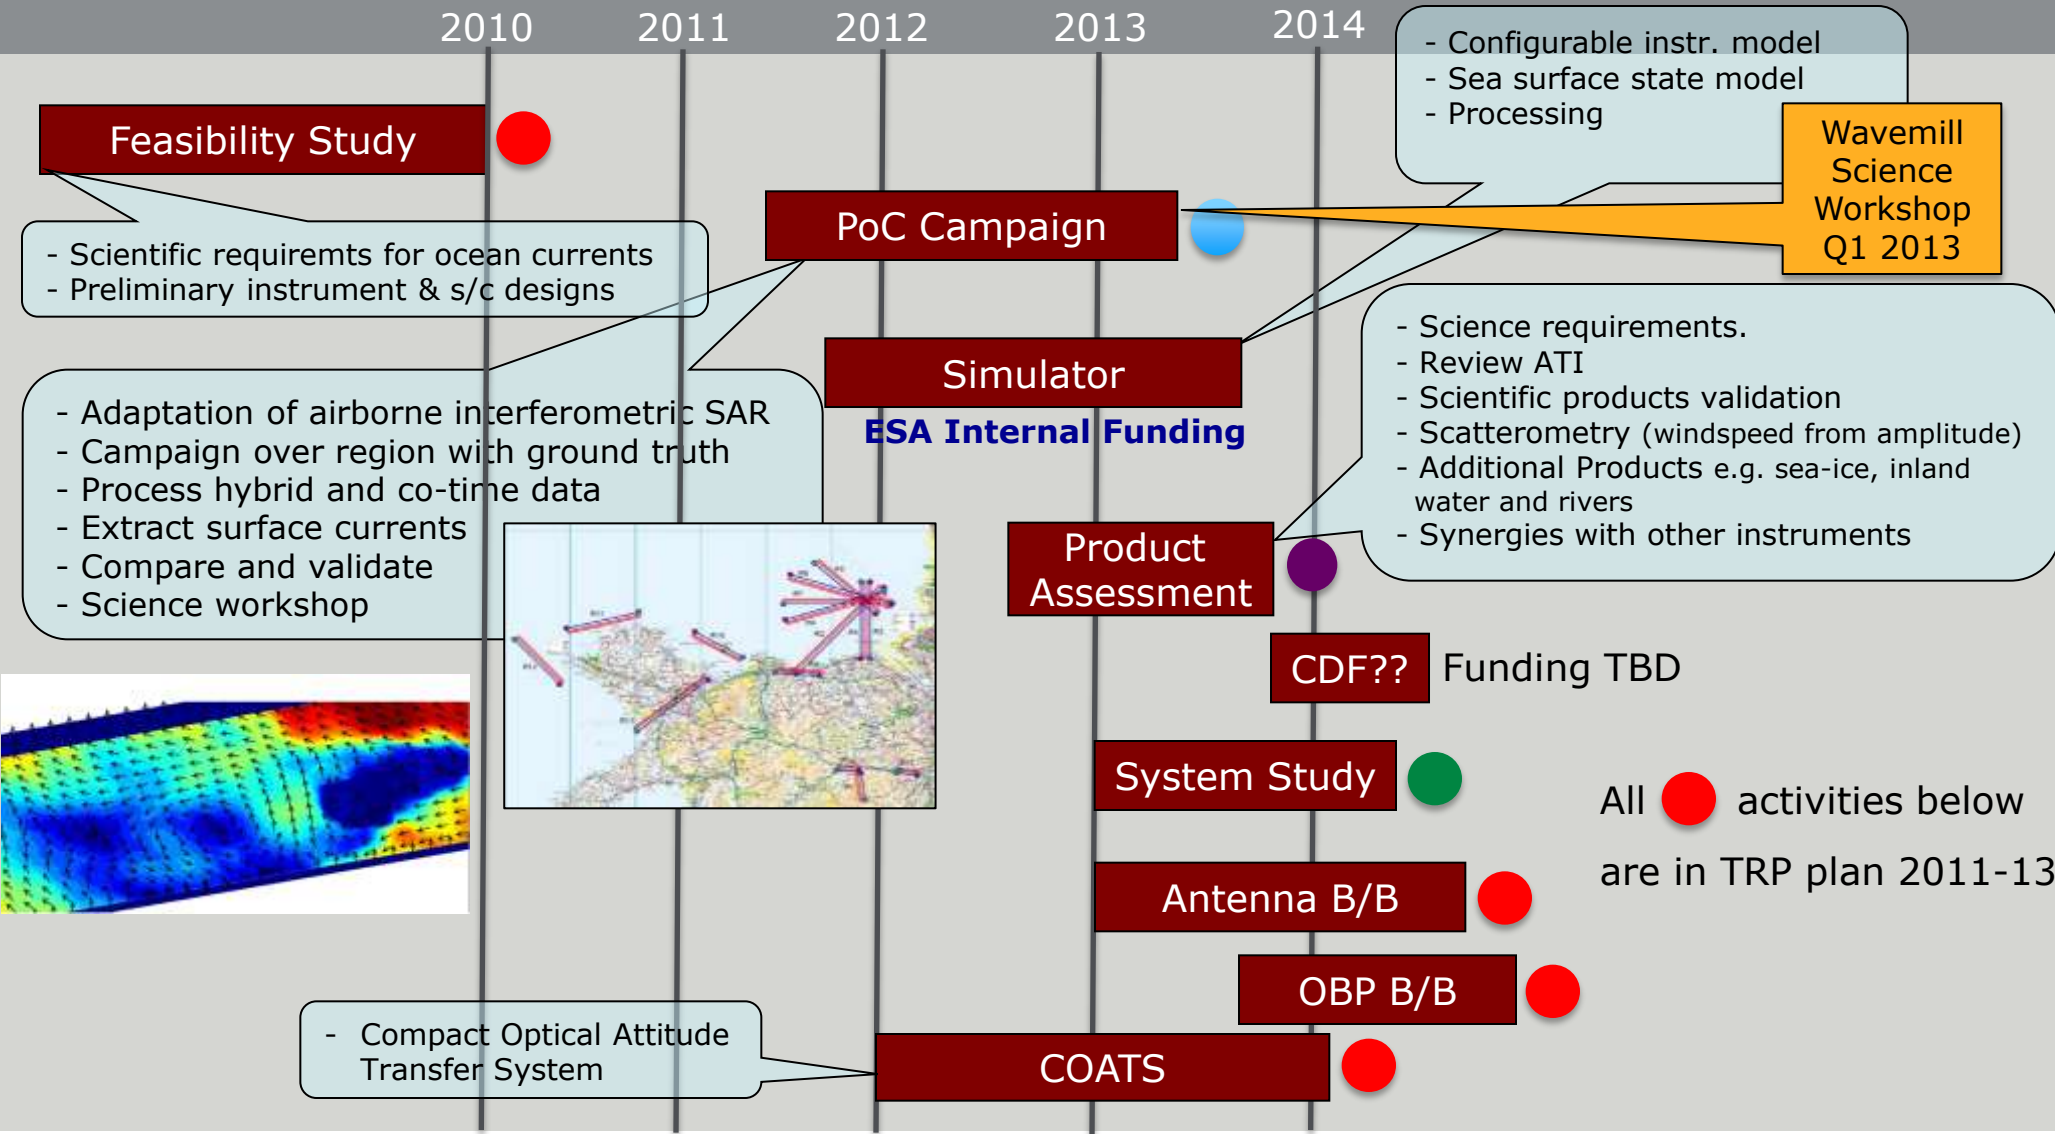 2010 2011 2012 2013 2014
Feasibility Study
- Scientific requiremts for ocean currents
- Preliminary instrument & s/c designs
- Configurable instr. model
- Sea surface state model
- Processing
Wavemill
Science
Workshop
Q1 2013
PoC Campaign
- Adaptation of airborne interferometric SAR
- Campaign over region with ground truth
- Process hybrid and co-time data
- Extract surface currents
- Compare and validate
- Science workshop
Simulator
ESA Internal Funding
- Science requirements.
- Review ATI
- Scientific products validation
- Scatterometry (windspeed from amplitude)
- Additional Products e.g. sea-ice, inland
water and rivers
- Synergies with other instruments
Product
Assessment
CDF?? Funding TBD
System Study
All activities below
are in TRP plan 2011-13
Antenna B/B
OBP B/B
- Compact Optical Attitude
Transfer System
COATS